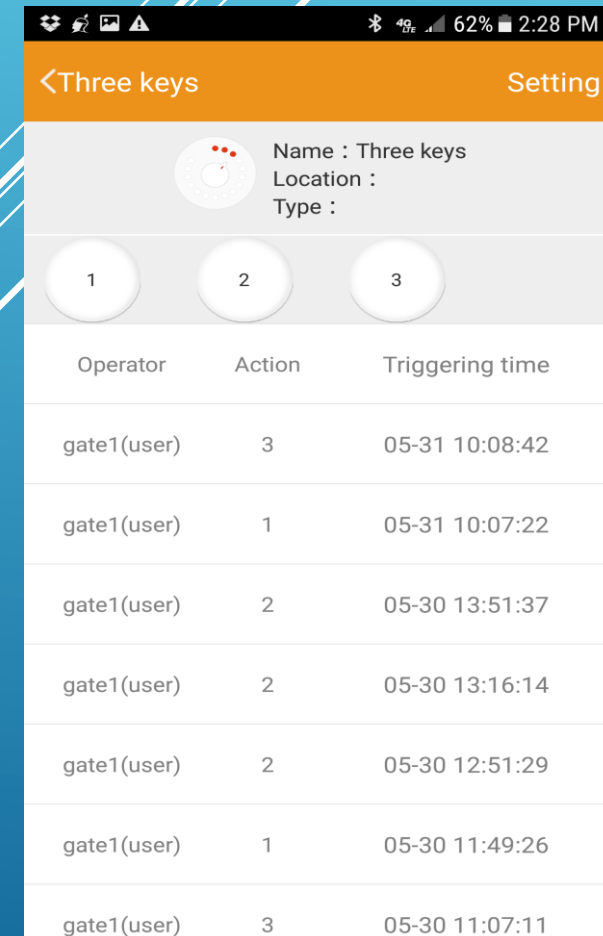 4G LTE 62% 2:28 PM
Three keys Setting
Name：Three keys
Location：
Type：
1 2 3
Operator Action Triggering time
gate1(user) 3 05-31 10:08:42
gate1(user) 1 05-31 10:07:22
gate1(user) 2 05-30 13:51:37
gate1(user) 2 05-30 13:16:14
gate1(user) 2 05-30 12:51:29
gate1(user) 1 05-30 11:49:26
gate1(user) 3 05-30 11:07:11